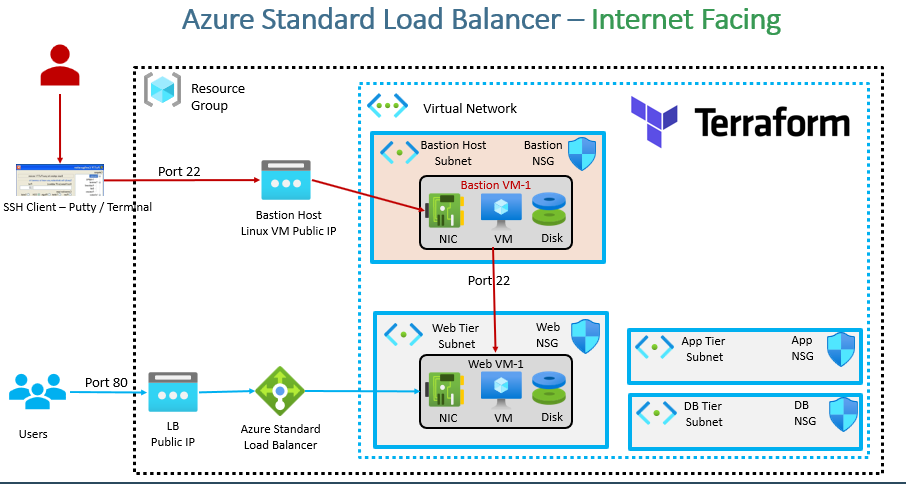 Azure Standard Load Balancer – Internet Facing
Resource
Group
Virtual Network
Terraform
Bastion Host
Subnet
Bastion
NSG
Port 22
Bastion VM-1
NIC
VM
Disk
SSH Client – Putty / Terminal
Bastion Host
Linux VM Public IP
Port 22
Web Tier
Subnet
Web
NSG
App Tier
Subnet
App
NSG
Web VM-1
NIC
VM
Disk
Port 80
Users
LB
Public IP
Azure Standard
Load Balancer
DB Tier
Subnet
DB
NSG